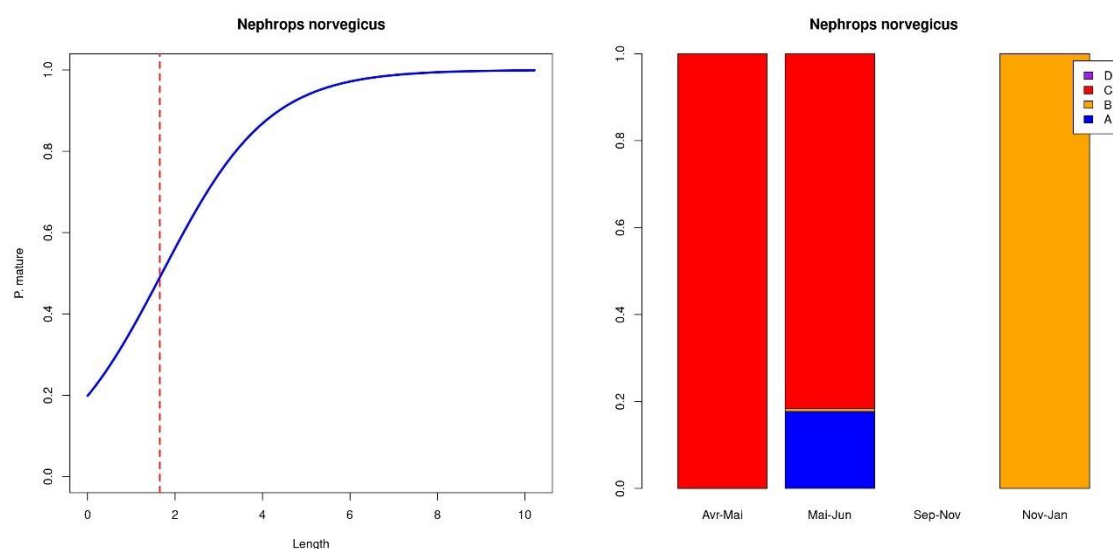 Nephrops norvegicus
P. mature
1.0
0.8
0.6
0.4
0.2
0.0
0 2 4 6 8 10
Length
Nephrops norvegicus
1.0
0.8
0.6
0.4
0.2
0.0
D
C
B
A
Avr-Mai Mai-Jun Sep-Nov Nov-Jan